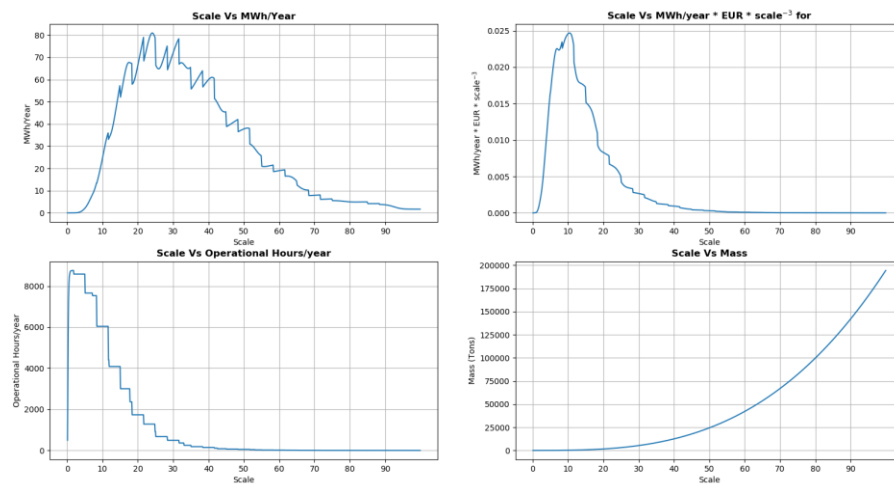 Scale Vs MWh/Year
MWh/Year
80
70
60
50
40
30
20
10
0
0 10 20 30 40 50 60 70 80 90
Scale
Scale Vs MWh/year * EUR * scale⁻³ for
MWh/year * EUR * scale⁻³
0.025
0.020
0.015
0.010
0.005
0.000
0 10 20 30 40 50 60 70 80 90
Scale
Scale Vs Operational Hours/year
Operational Hours/year
8000
6000
4000
2000
0
0 10 20 30 40 50 60 70 80 90
Scale
Scale Vs Mass
Mass (Tons)
200000
175000
150000
125000
100000
75000
50000
25000
0
0 10 20 30 40 50 60 70 80 90
Scale